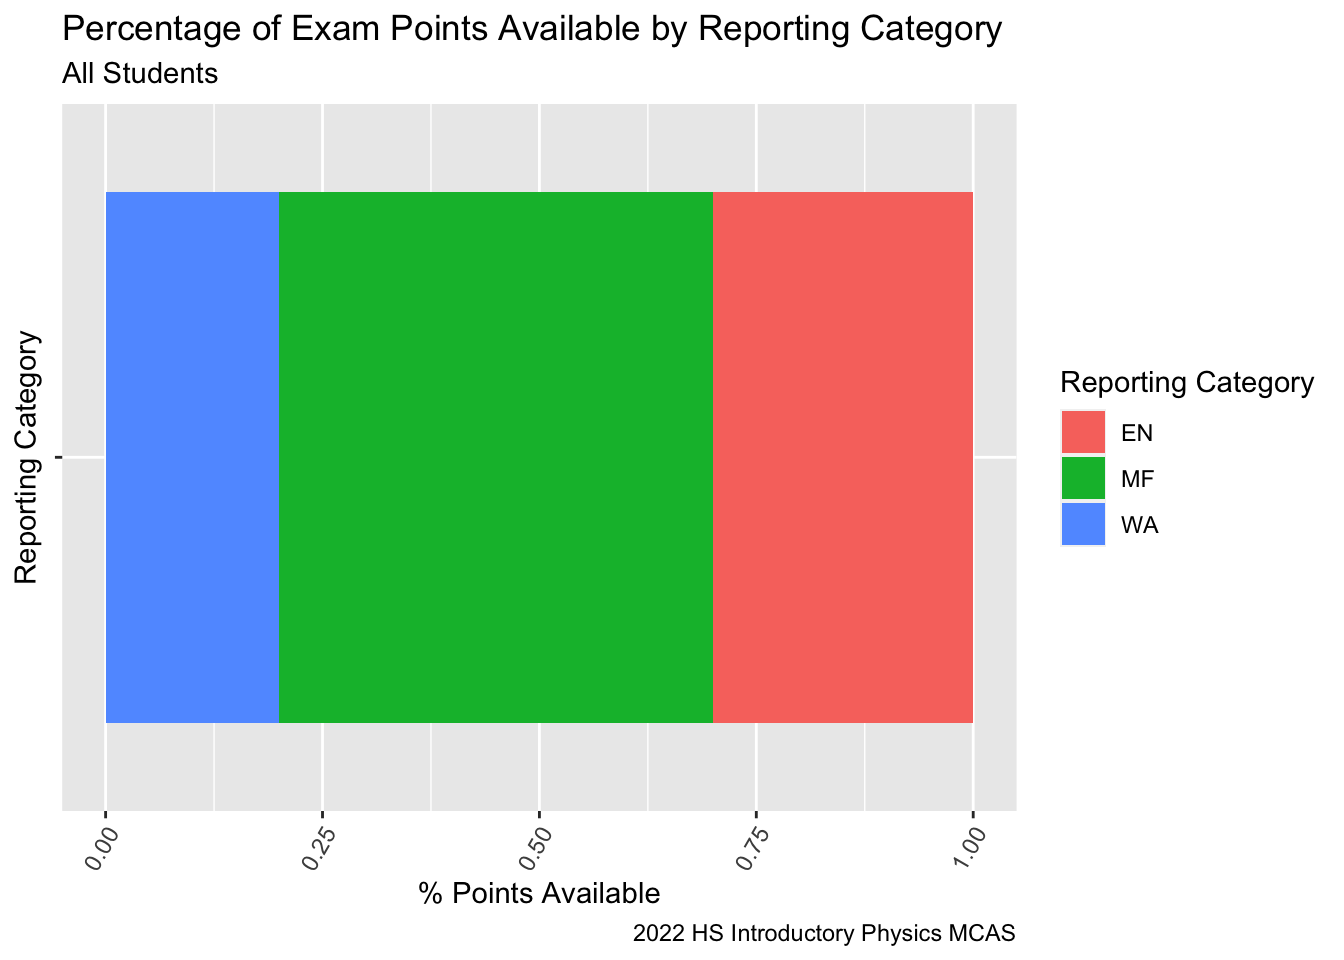 Percentage of Exam Points Available by Reporting Category
All Students
Reporting Category
0.00
0.25
0.50
0.75
1.00
% Points Available
2022 HS Introductory Physics MCAS
Reporting Category
EN
MF
WA